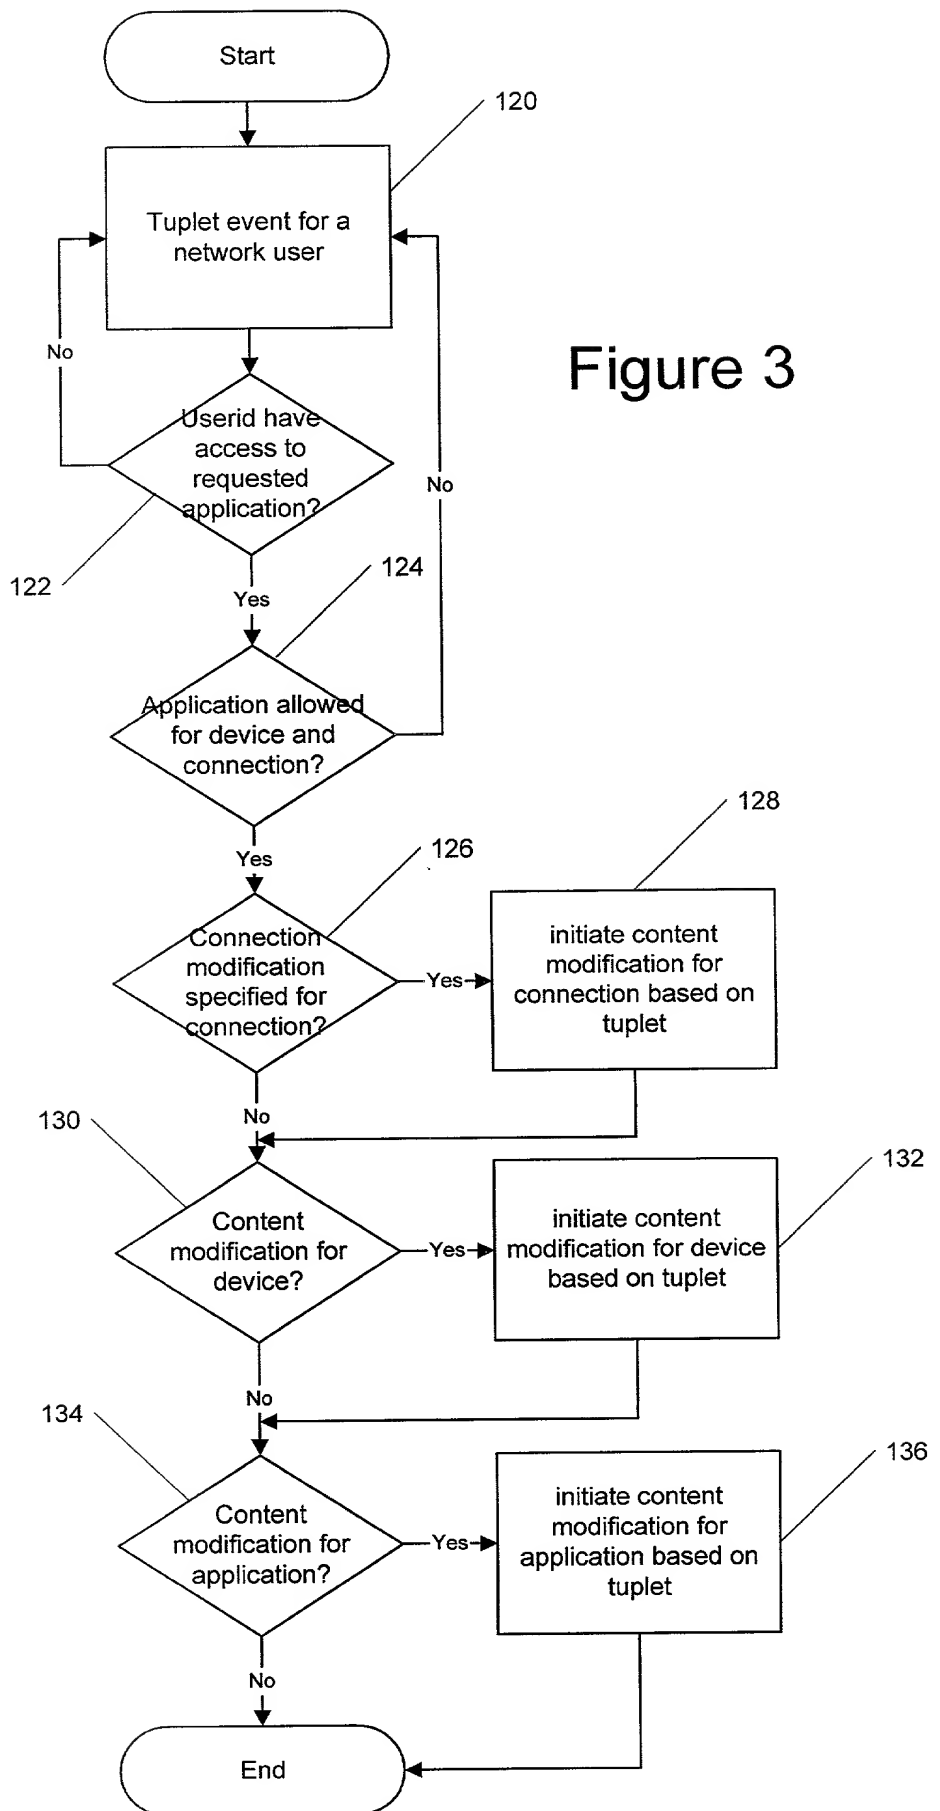 Start
120
Tuplet event for a
network user
No
Figure 3
Userid have
access to
requested
application?
No
122
Yes
124
Application allowed
for device and
connection?
128
Yes
126
Connection
modification
specified for
connection?
Yes
initiate content
modification for
connection based on
tuplet
No
130
132
Content
modification for
device?
Yes
initiate content
modification for device
based on tuplet
No
134
136
Content
modification for
application?
Yes
initiate content
modification for
application based on
tuplet
No
End